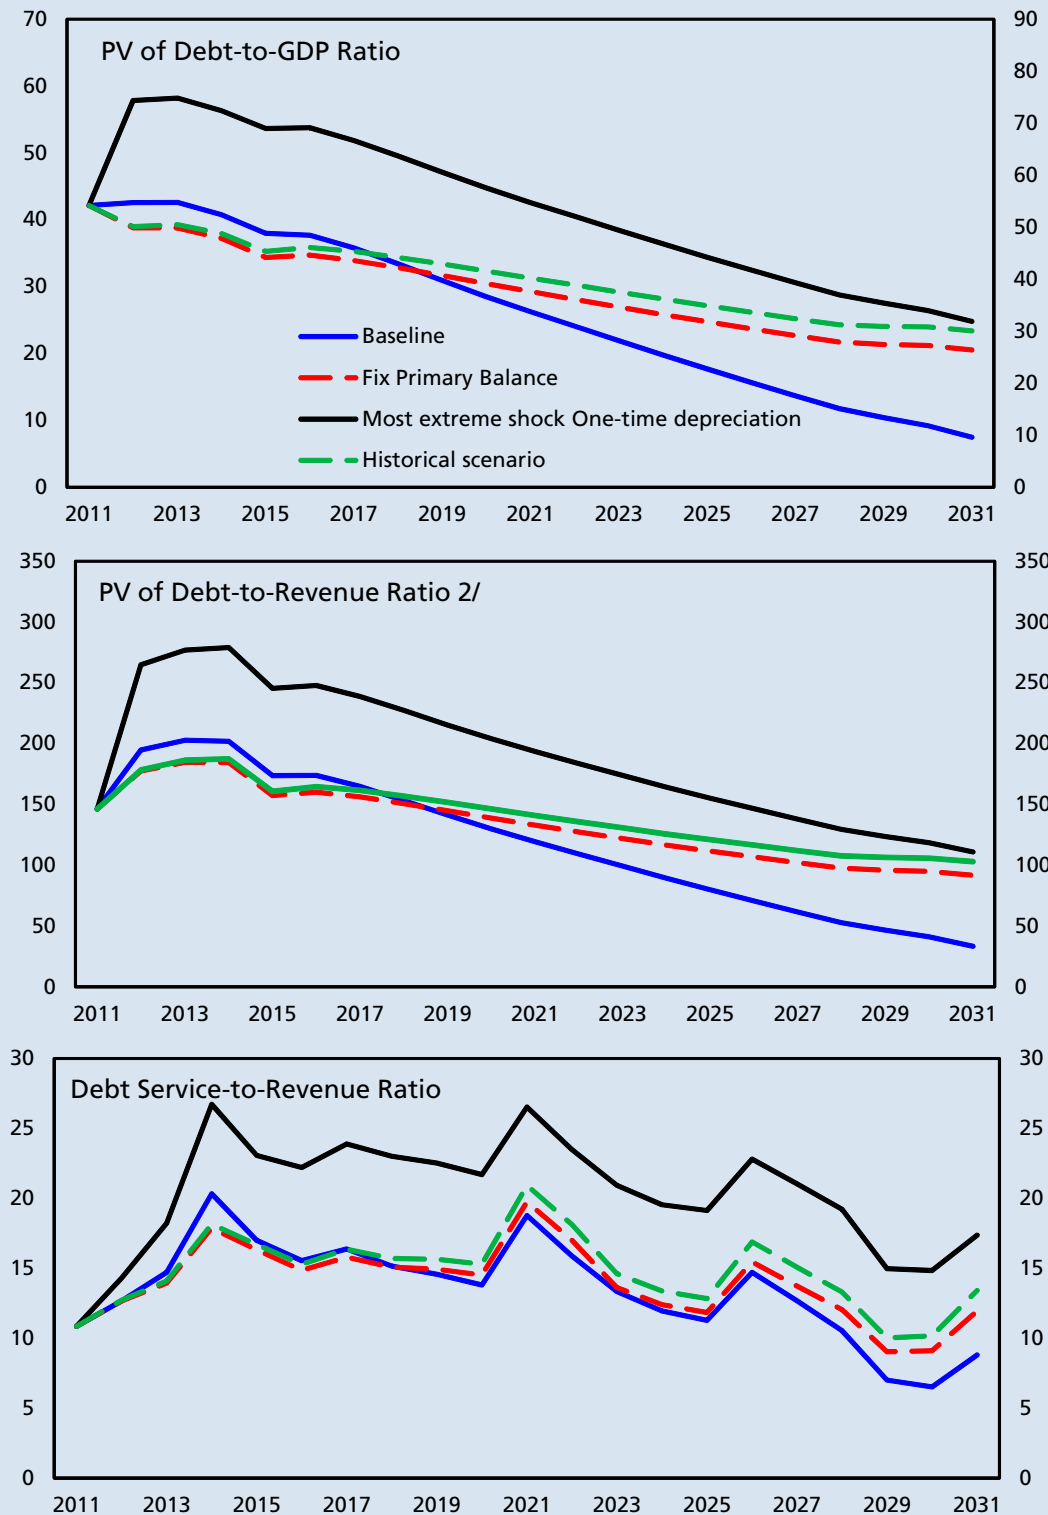 70 90
PV of Debt-to-GDP Ratio
60 80
50 70
40 60
30 50
20 40
10 30
0 20
10
0
Baseline
Fix Primary Balance
Most extreme shock One-time depreciation
Historical scenario
2011 2013 2015 2017 2019 2021 2023 2025 2027 2029 2031
350 350
PV of Debt-to-Revenue Ratio 2/
300 300
250 250
200 200
150 150
100 100
50 50
0 0
2011 2013 2015 2017 2019 2021 2023 2025 2027 2029 2031
30 30
Debt Service-to-Revenue Ratio
25 25
20 20
15 15
10 10
5 5
0 0
2011 2013 2015 2017 2019 2021 2023 2025 2027 2029 2031